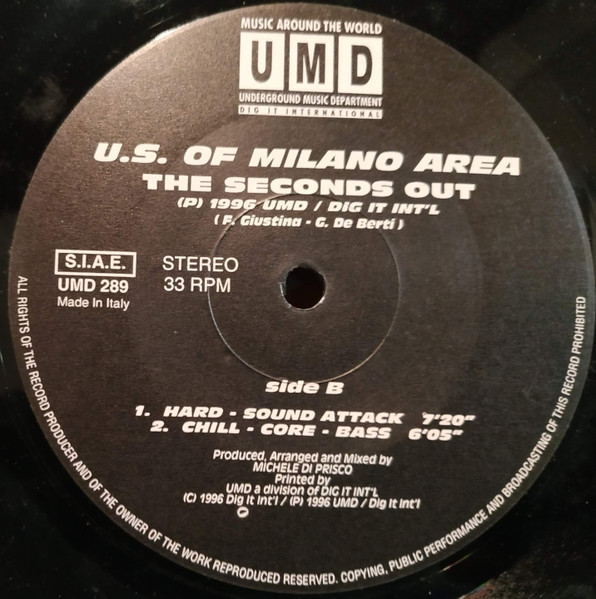 MUSIC AROUND THE WORLD
UMD
UNDERGROUND MUSIC DEPARTMENT
DIG IT INTERNATIONAL
U.S. OF MILANO AREA
THE SECONDS OUT
(P) 1996 UMD / DIG IT INT'L
( F. Giustina - G. De Berti )
S.I.A.E.
UMD 289
Made In Italy
STEREO
33 RPM
side B
1. HARD - SOUND ATTACK 7'20"
2. CHILL - CORE - BASS 6'05"
Produced, Arranged and Mixed by
MICHELE DI PRISCO
Printed by
UMD a division of DIG IT INT'L
(C) 1996 Dig It Int'l / (P) 1996 UMD / Dig It Int'l
ALL RIGHTS OF THE RECORD PRODUCER AND OF THE OWNER OF THE WORK REPRODUCED RESERVED. COPYING, PUBLIC PERFORMANCE AND BROADCASTING OF THIS RECORD PROHIBITED